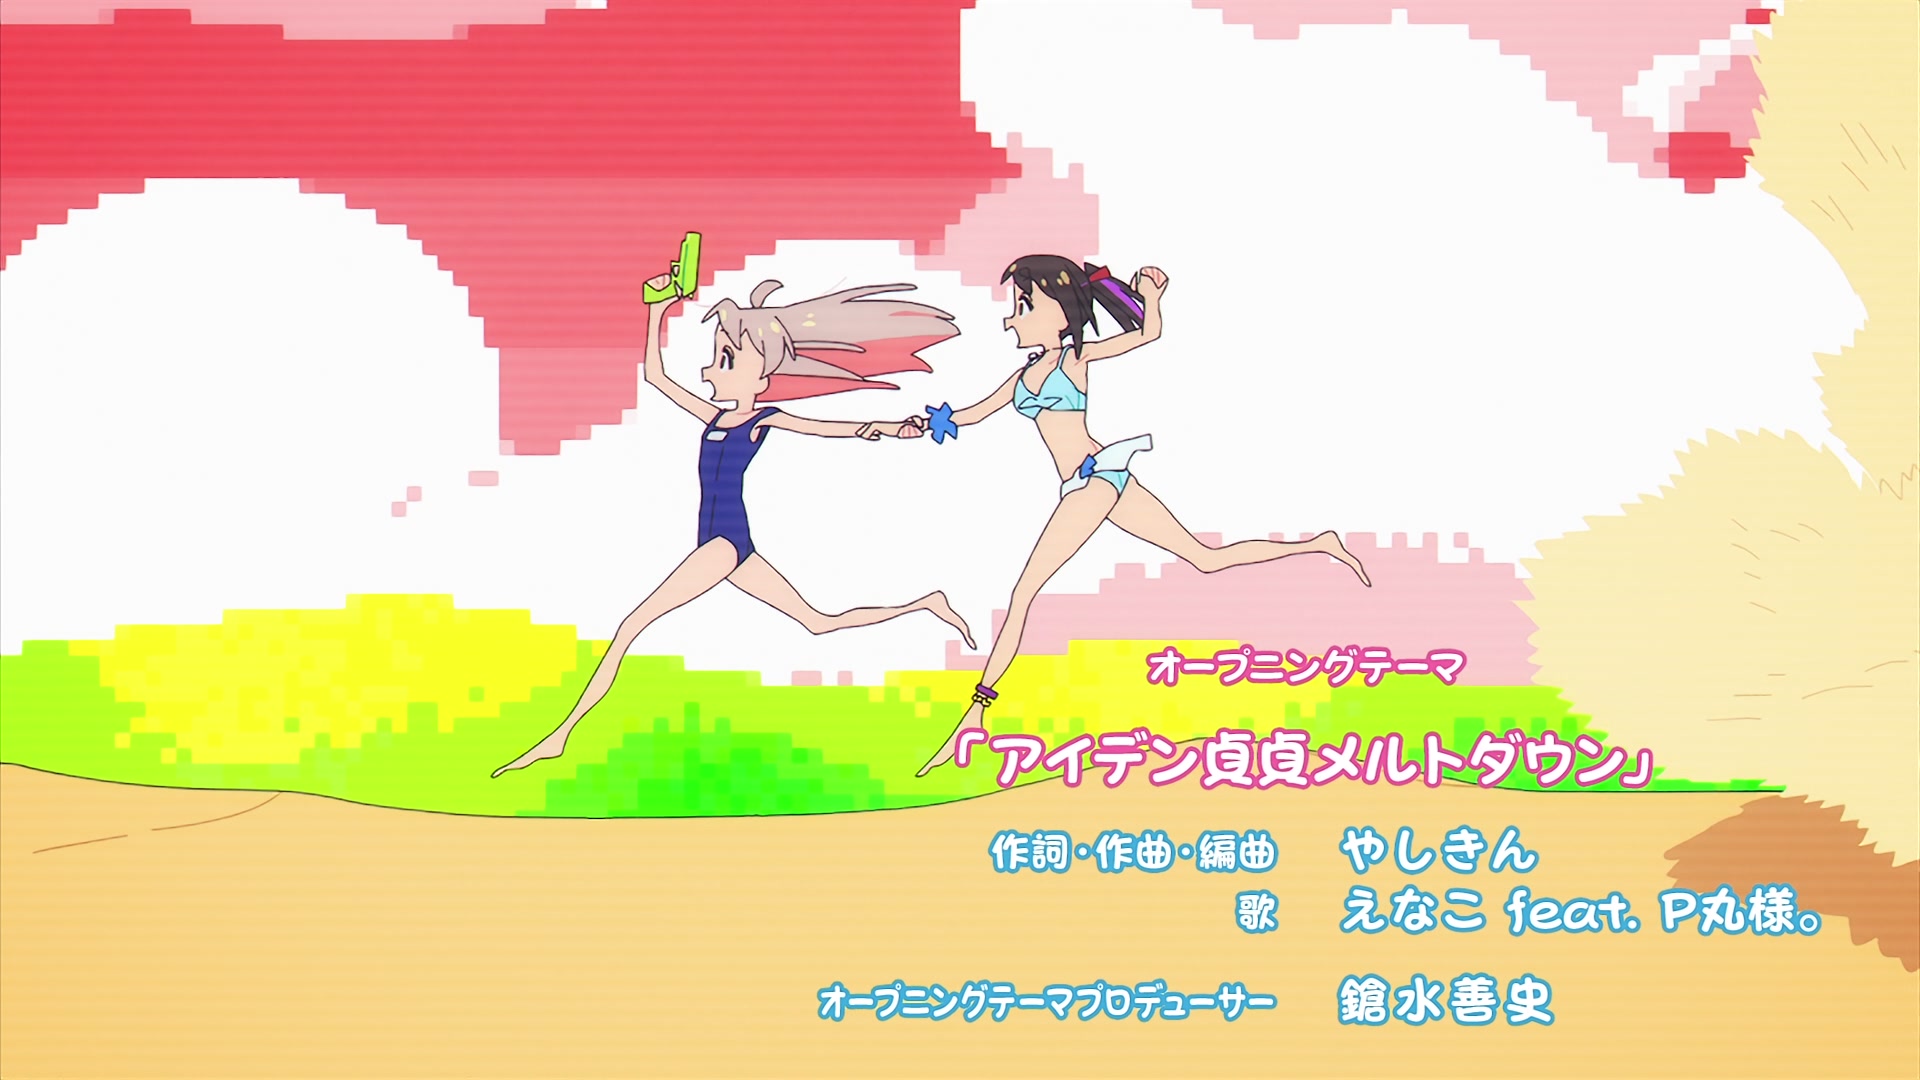 オープニングテーマ
「アイデン貞貞メルトダウン」
作詞・作曲・編曲 やしきん
歌 えなこ feat. P丸様。
オープニングテーマプロデューサー 鎗水善史